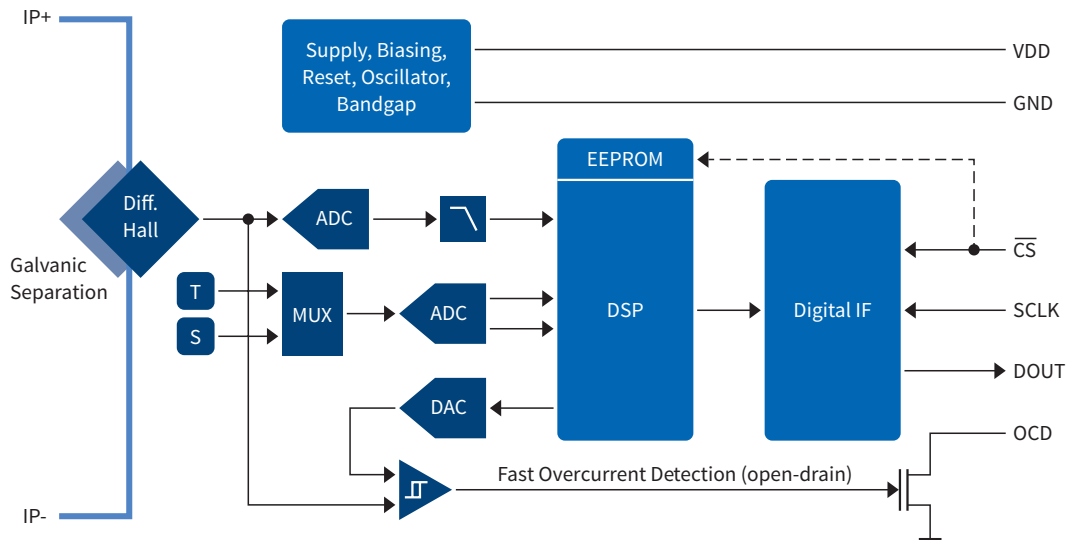 IP+
Supply, Biasing,
Reset, Oscillator,
Bandgap
VDD
GND
EEPROM
Diff.
Hall
ADC
Galvanic
Separation
T
S
MUX
ADC
DSP
Digital IF
C̅S̅
SCLK
DOUT
DAC
OCD
Fast Overcurrent Detection (open-drain)
IP-